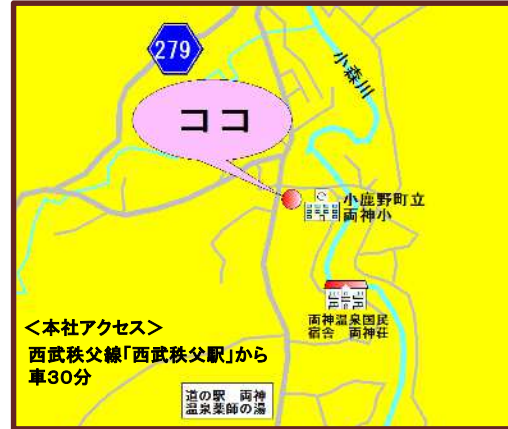 279
小森川
ココ
小鹿野町立
両神小
両神温泉国民
宿舎 両神荘
＜本社アクセス＞
西武秩父線「西武秩父駅」から
車30分
道の駅 両神
温泉薬師の湯